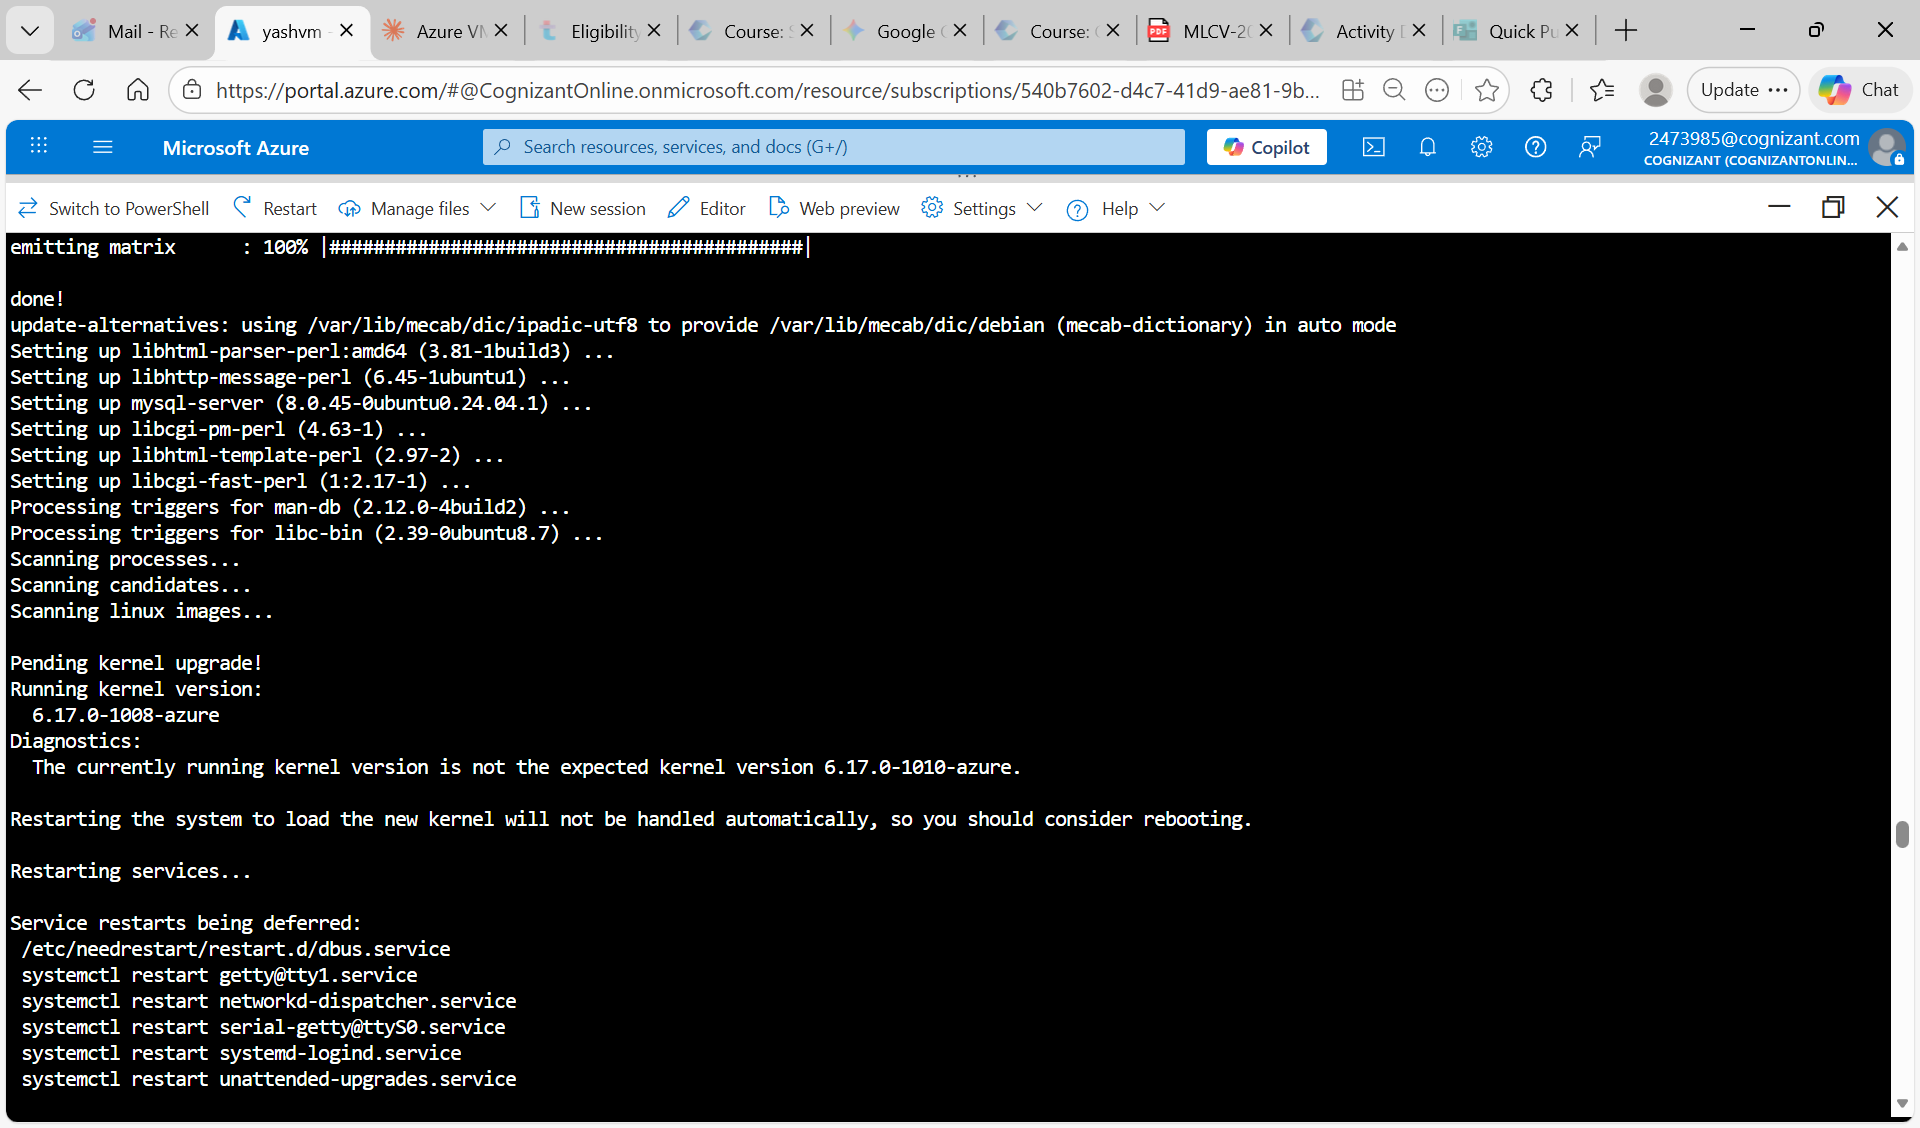 Mail - Re
yashvm -
Azure VM
Eligibility
Course: S
Google C
Course: C
MLCV-20
Activity D
Quick Pu
https://portal.azure.com/#@CognizantOnline.onmicrosoft.com/resource/subscriptions/540b7602-d4c7-41d9-ae81-9b...
Update
Chat
Microsoft Azure
Search resources, services, and docs (G+/)
Copilot
2473985@cognizant.com
COGNIZANT (COGNIZANTONLIN...
Switch to PowerShell
Restart
Manage files
New session
Editor
Web preview
Settings
Help
emitting matrix      : 100% |###########################################|
done!
update-alternatives: using /var/lib/mecab/dic/ipadic-utf8 to provide /var/lib/mecab/dic/debian (mecab-dictionary) in auto mode
Setting up libhtml-parser-perl:amd64 (3.81-1build3) ...
Setting up libhttp-message-perl (6.45-1ubuntu1) ...
Setting up mysql-server (8.0.45-0ubuntu0.24.04.1) ...
Setting up libcgi-pm-perl (4.63-1) ...
Setting up libhtml-template-perl (2.97-2) ...
Setting up libcgi-fast-perl (1:2.17-1) ...
Processing triggers for man-db (2.12.0-4build2) ...
Processing triggers for libc-bin (2.39-0ubuntu8.7) ...
Scanning processes...
Scanning candidates...
Scanning linux images...
Pending kernel upgrade!
Running kernel version:
  6.17.0-1008-azure
Diagnostics:
  The currently running kernel version is not the expected kernel version 6.17.0-1010-azure.
Restarting the system to load the new kernel will not be handled automatically, so you should consider rebooting.
Restarting services...
Service restarts being deferred:
 /etc/needrestart/restart.d/dbus.service
 systemctl restart getty@tty1.service
 systemctl restart networkd-dispatcher.service
 systemctl restart serial-getty@ttyS0.service
 systemctl restart systemd-logind.service
 systemctl restart unattended-upgrades.service